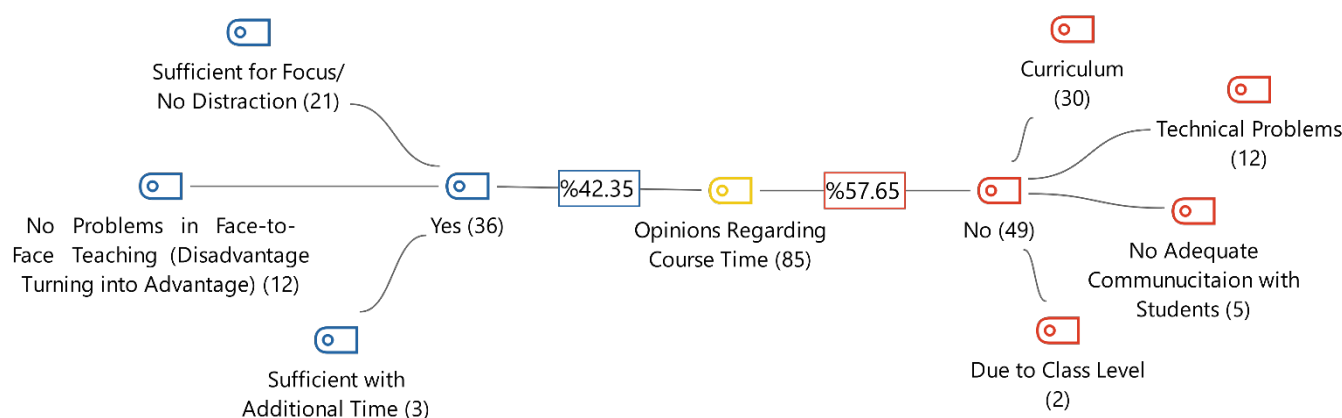 Sufficient for Focus/
No Distraction (21)
No Problems in Face-to-
Face Teaching (Disadvantage
Turning into Advantage) (12)
Yes (36)
Sufficient with
Additional Time (3)
%42.35
Opinions Regarding
Course Time (85)
%57.65
No (49)
Curriculum
(30)
Technical Problems
(12)
No Adequate
Communucitaion with
Students (5)
Due to Class Level
(2)